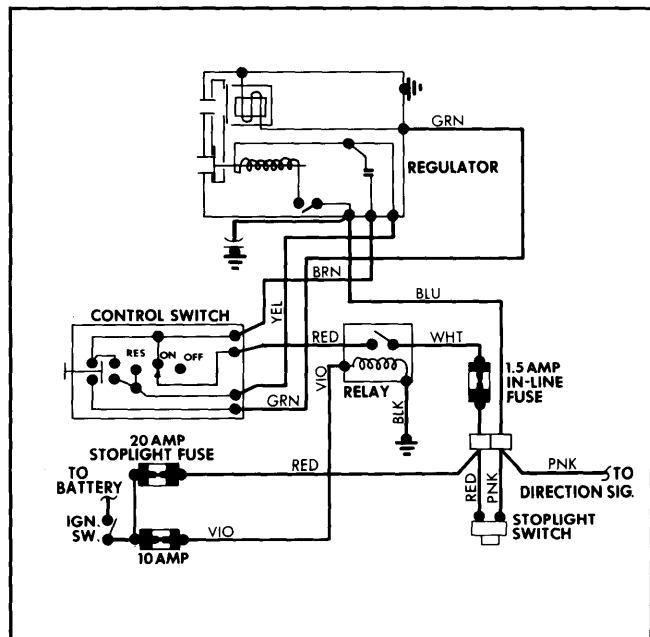 GRN
REGULATOR
BRN
YEL
BLU
CONTROL SWITCH
RES
ON
OFF
RED
WHT
VIO
RELAY
BLK
1.5 AMP
IN-LINE
FUSE
GRN
20 AMP
STOPLIGHT FUSE
TO
BATTERY
RED
PNK
TO
DIRECTION SIG.
RED
PNK
IGN.
SW.
VIO
10 AMP
STOPLIGHT
SWITCH